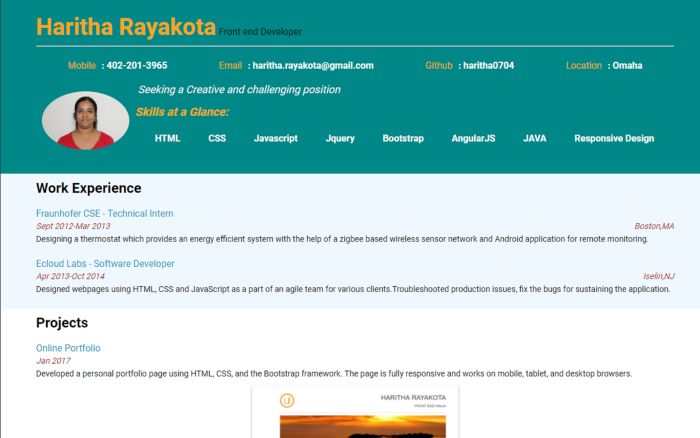 Haritha Rayakota Front end Developer
Mobile : 402-201-3965 Email : haritha.rayakota@gmail.com Github : haritha0704 Location : Omaha
Seeking a Creative and challenging position
Skills at a Glance:
HTML CSS Javascript Jquery Bootstrap AngularJS JAVA Responsive Design
Work Experience
Fraunhofer CSE - Technical Intern
Sept 2012-Mar 2013 Boston,MA
Designing a thermostat which provides an energy efficient system with the help of a zigbee based wireless sensor network and Android application for remote monitoring.
Ecloud Labs - Software Developer
Apr 2013-Oct 2014 Iselin,NJ
Designed webpages using HTML, CSS and JavaScript as a part of an agile team for various clients.Troubleshooted production issues, fix the bugs for sustaining the application.
Projects
Online Portfolio
Jan 2017
Developed a personal portfolio page using HTML, CSS, and the Bootstrap framework. The page is fully responsive and works on mobile, tablet, and desktop browsers.
HARITHA RAYAKOTA
FRONT END NINJA